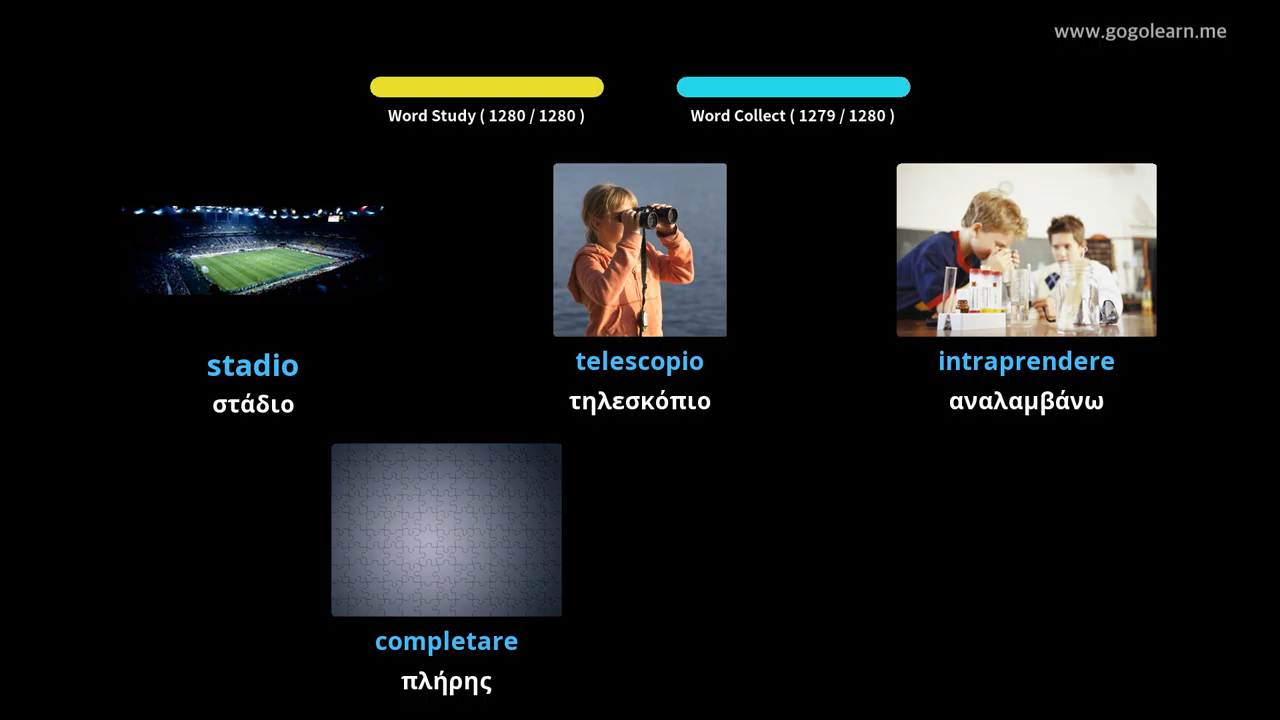 www.gogolearn.me
Word Study ( 1280 / 1280 )
Word Collect ( 1279 / 1280 )
stadio
στάδιο
telescopio
τηλεσκόπιο
intraprendere
αναλαμβάνω
completare
πλήρης